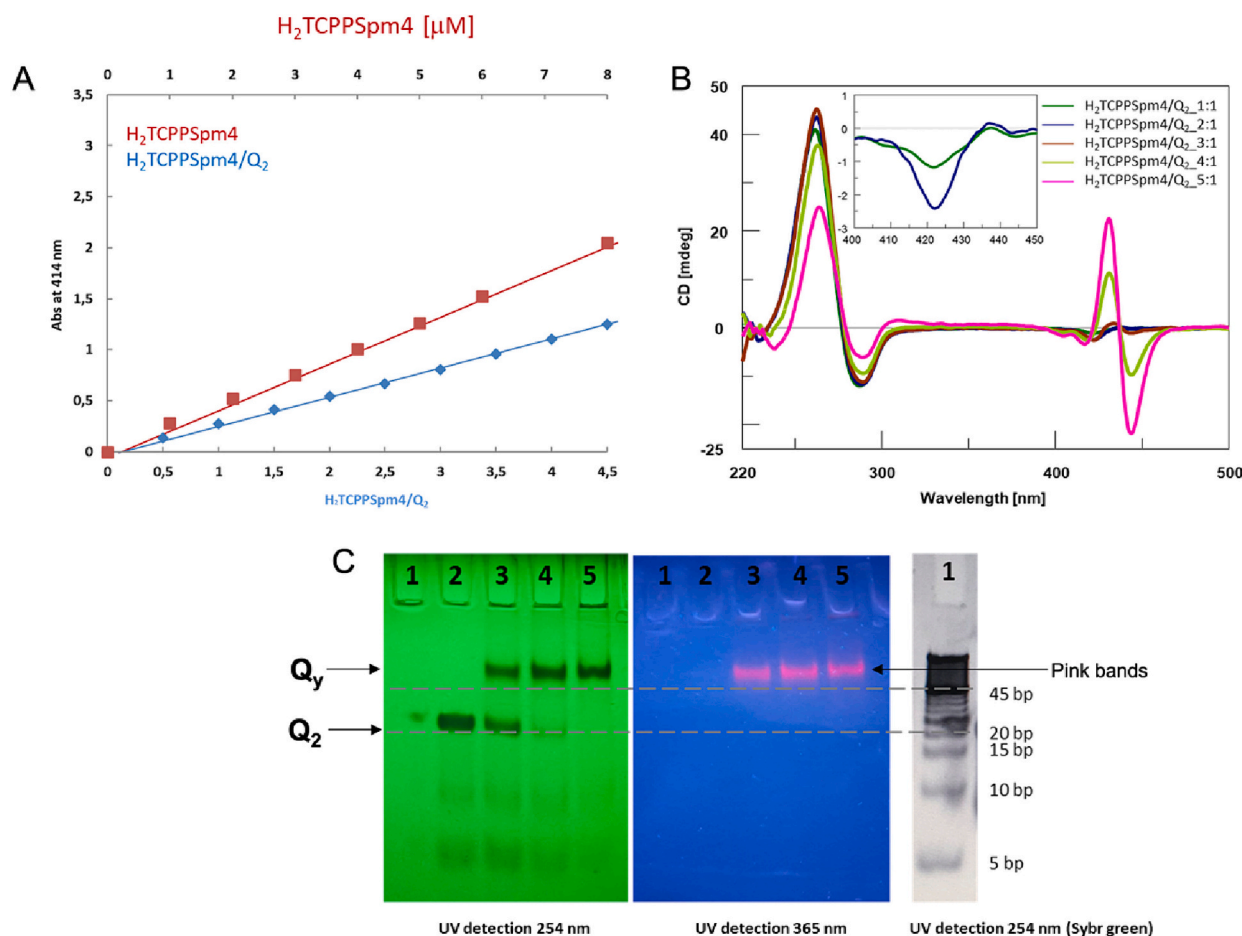 H₂TCPPSpm4 [μM]
A
0 1 2 3 4 5 6 7 8
3,5
3
2,5
2
1,5
1
0,5
0
Abs at 414 nm
H₂TCPPSpm4
H₂TCPPSpm4/Q₂
0 0,5 1 1,5 2 2,5 3 3,5 4 4,5
H₂TCPPSpm4/Q₂
B
50
40
20
0
-25
CD [mdeg]
1
0
-1
-2
-3
400 410 420 430 440 450
H₂TCPPSpm4/Q₂_1:1
H₂TCPPSpm4/Q₂_2:1
H₂TCPPSpm4/Q₂_3:1
H₂TCPPSpm4/Q₂_4:1
H₂TCPPSpm4/Q₂_5:1
220 300 400 500
Wavelength [nm]
C
1 2 3 4 5
1 2 3 4 5
1
Qy
Q₂
Pink bands
45 bp
20 bp
15 bp
10 bp
5 bp
UV detection 254 nm
UV detection 365 nm
UV detection 254 nm (Sybr green)